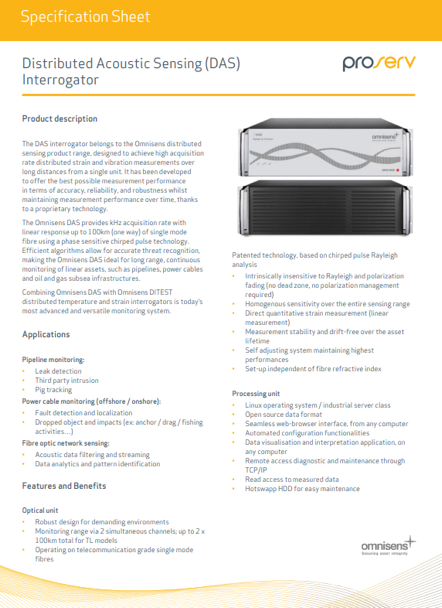 Specification Sheet
Distributed Acoustic Sensing (DAS)
Interrogator
proserv
Product description
The DAS interrogator belongs to the Omnisens distributed
sensing product range, designed to achieve high acquisition
rate distributed strain and vibration measurements over
long distances from a single unit. It has been developed
to offer the best possible measurement performance
in terms of accuracy, reliability, and robustness whilst
maintaining measurement performance over time, thanks
to a proprietary technology.
The Omnisens DAS provides kHz acquisition rate with
linear response up to 100km (one way) of single mode
fibre using a phase sensitive chirped pulse technology.
Efficient algorithms allow for accurate threat recognition,
making the Omnisens DAS ideal for long range, continuous
monitoring of linear assets, such as pipelines, power cables
and oil and gas subsea infrastructures.
Combining Omnisens DAS with Omnisens DITEST
distributed temperature and strain interrogators is today's
most advanced and versatile monitoring system.
Applications
Pipeline monitoring:
• Leak detection
• Third party intrusion
• Pig tracking
Power cable monitoring (offshore / onshore):
• Fault detection and localization
• Dropped object and impacts (ex: anchor / drag / fishing
activities...)
Fibre optic network sensing:
• Acoustic data filtering and streaming
• Data analytics and pattern identification
Features and Benefits
Optical unit
• Robust design for demanding environments
• Monitoring range via 2 simultaneous channels; up to 2 x
100km total for TL models
• Operating on telecommunication grade single mode
fibres
omnisens
Patented technology, based on chirped pulse Rayleigh
analysis
• Intrinsically insensitive to Rayleigh and polarization
fading (no dead zone, no polarization management
required)
• Homogenous sensitivity over the entire sensing range
• Direct quantitative strain measurement (linear
measurement)
• Measurement stability and drift-free over the asset
lifetime
• Self adjusting system maintaining highest
performances
• Set-up independent of fibre refractive index
Processing unit
• Linux operating system / industrial server class
• Open source data format
• Seamless web-browser interface, from any computer
• Automated configuration functionalities
• Data visualisation and interpretation application, on
any computer
• Remote access diagnostic and maintenance through
TCP/IP
• Read access to measured data
• Hotswapp HDD for easy maintenance
omnisens
Securing asset integrity